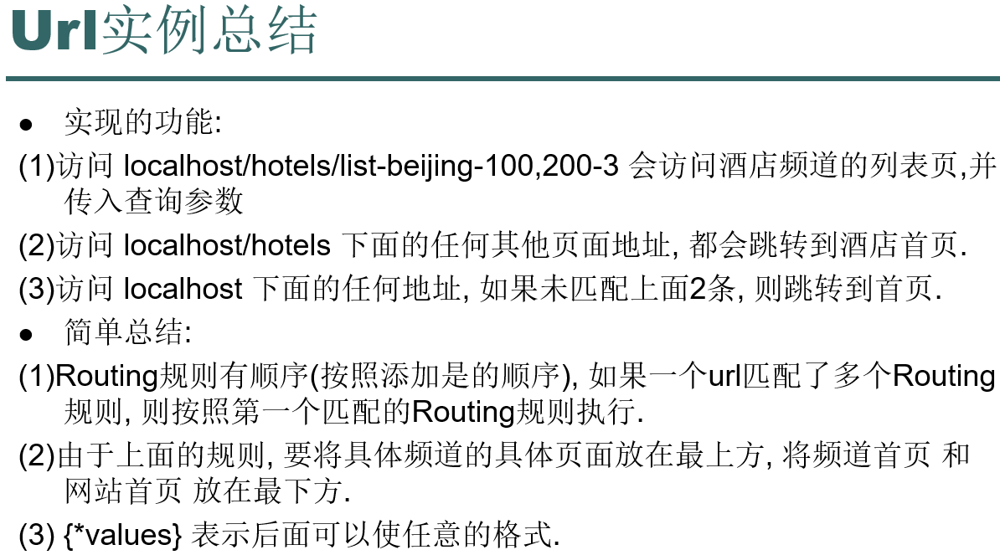 Url实例总结
● 实现的功能:
(1)访问 localhost/hotels/list-beijing-100,200-3 会访问酒店频道的列表页,并
传入查询参数
(2)访问 localhost/hotels 下面的任何其他页面地址, 都会跳转到酒店首页.
(3)访问 localhost 下面的任何地址, 如果未匹配上面2条, 则跳转到首页.
● 简单总结:
(1)Routing规则有顺序(按照添加是的顺序), 如果一个url匹配了多个Routing
规则, 则按照第一个匹配的Routing规则执行.
(2)由于上面的规则, 要将具体频道的具体页面放在最上方, 将频道首页 和
网站首页 放在最下方.
(3) {*values} 表示后面可以使任意的格式.